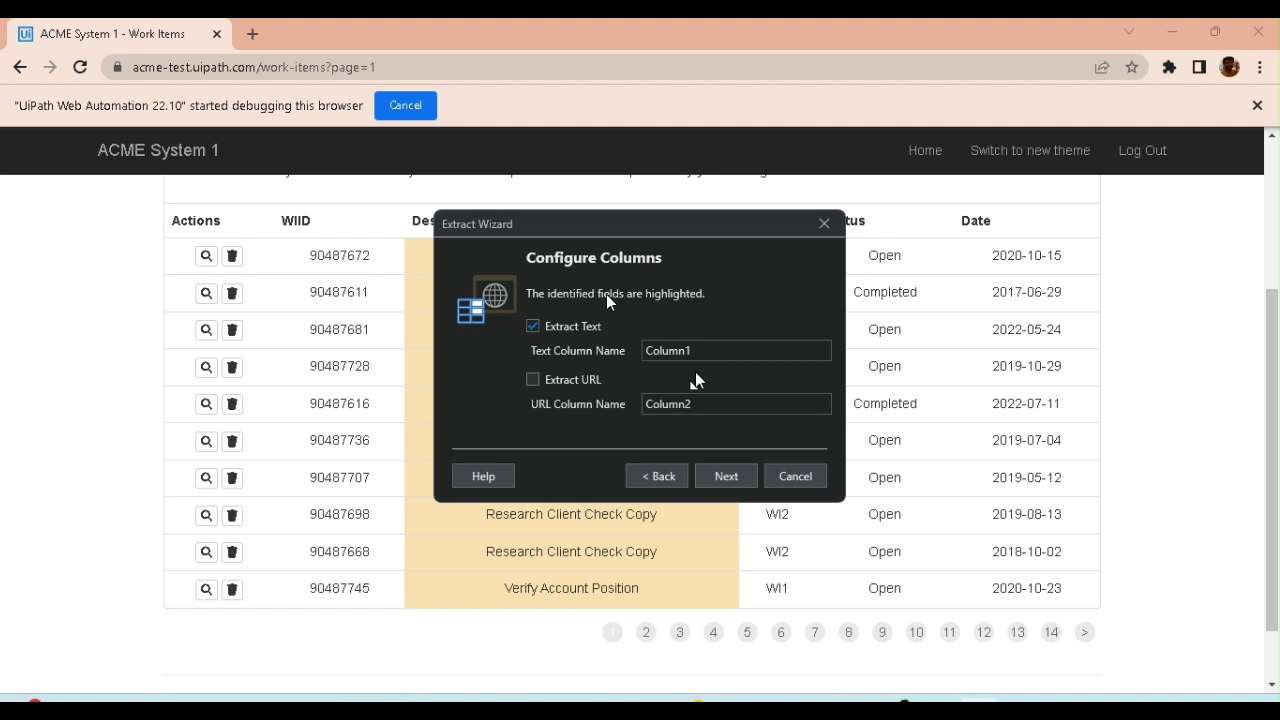 Ui ACME System 1 - Work Items
acme-test.uipath.com/work-items?page=1
"UiPath Web Automation 22.10" started debugging this browser Cancel
ACME System 1 Home Switch to new theme Log Out
Actions WIID Des tus Date
90487672 Open 2020-10-15
90487611 Completed 2017-06-29
90487681 Open 2022-05-24
90487728 Open 2019-10-29
90487616 Completed 2022-07-11
90487736 Open 2019-07-04
90487707 Open 2019-05-12
90487698 Research Client Check Copy WI2 Open 2019-08-13
90487668 Research Client Check Copy WI2 Open 2018-10-02
90487745 Verify Account Position WI1 Open 2020-10-23
1 2 3 4 5 6 7 8 9 10 11 12 13 14 >
Extract Wizard
Configure Columns
The identified fields are highlighted.
Extract Text
Text Column Name Column1
Extract URL
URL Column Name Column2
Help < Back Next Cancel